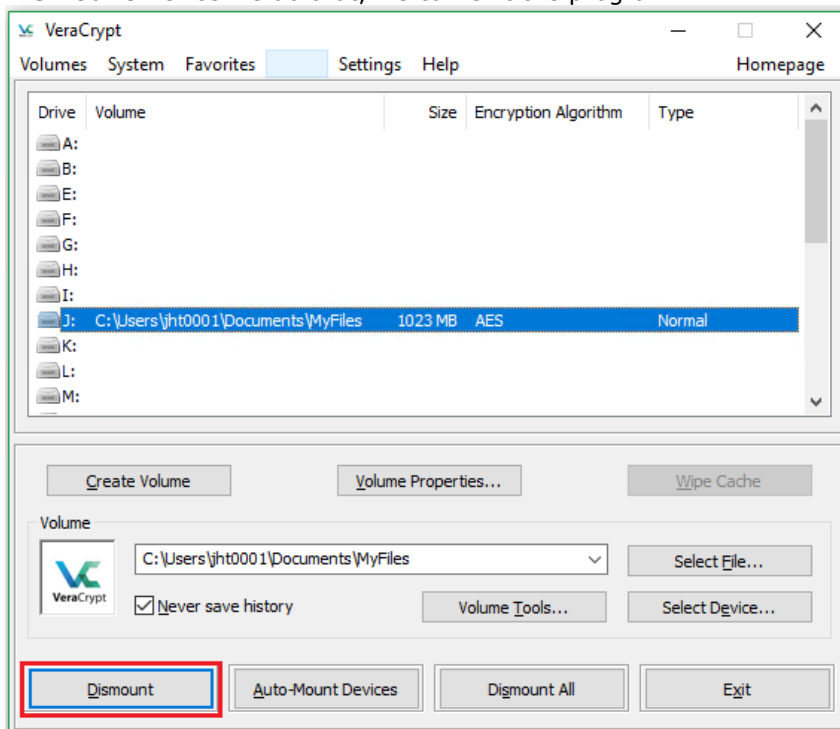 VeraCrypt
Volumes System Favorites Settings Help Homepage
Drive Volume Size Encryption Algorithm Type
A:
B:
E:
F:
G:
H:
I:
J: C:\Users\jht0001\Documents\MyFiles 1023 MB AES Normal
K:
L:
M:
Create Volume Volume Properties... Wipe Cache
Volume
C:\Users\jht0001\Documents\MyFiles Select File...
VeraCrypt Never save history Volume Tools... Select Device...
Dismount Auto-Mount Devices Dismount All Exit